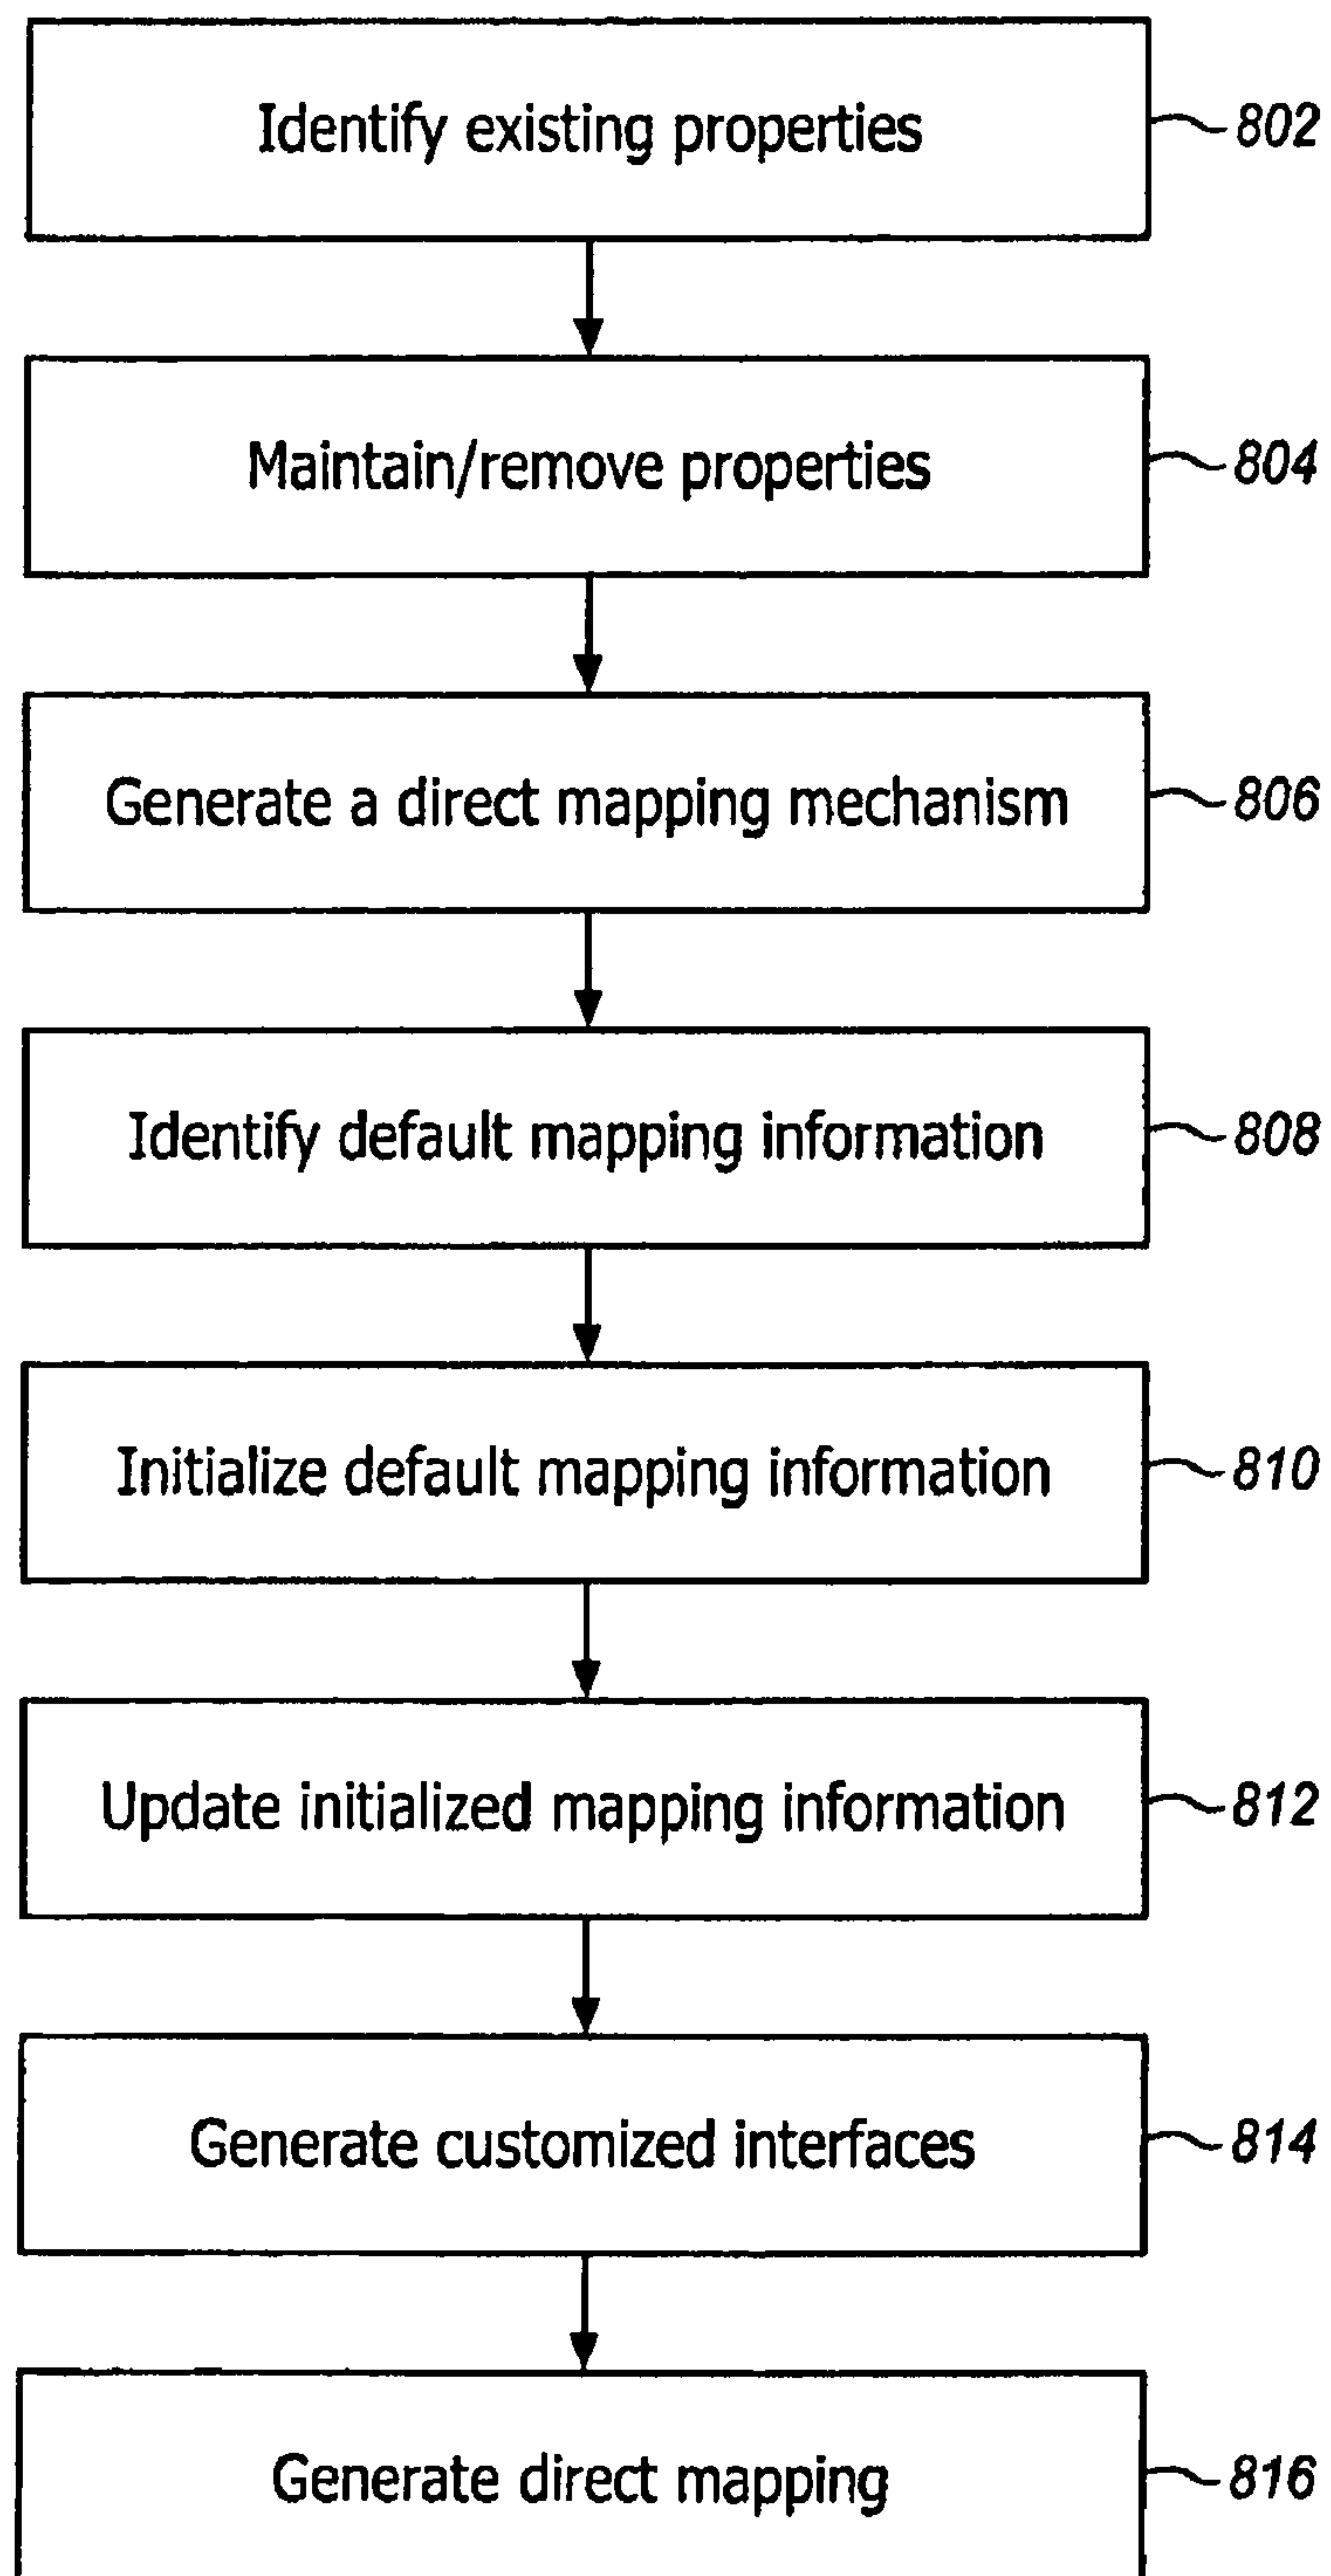 Identify existing properties 802
Maintain/remove properties 804
Generate a direct mapping mechanism 806
Identify default mapping information 808
Initialize default mapping information 810
Update initialized mapping information 812
Generate customized interfaces 814
Generate direct mapping 816